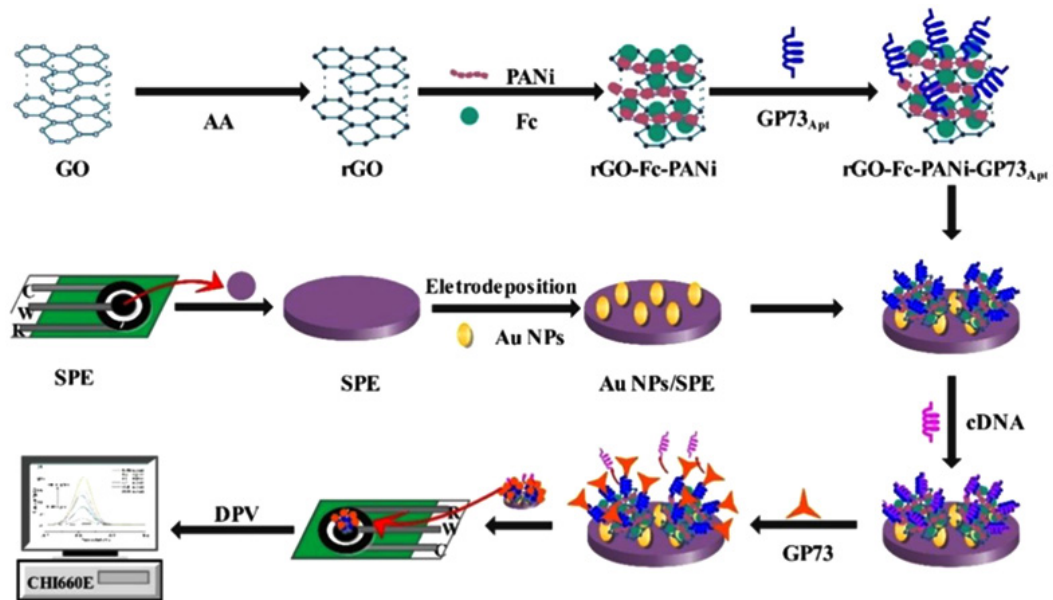 PANi
AA
Fc
GP73Apt
GO
rGO
rGO-Fc-PANi
rGO-Fc-PANi-GP73Apt
C
W
R
Eletrodeposition
Au NPs
SPE
SPE
Au NPs/SPE
cDNA
DPV
R
W
C
GP73
CHI660E